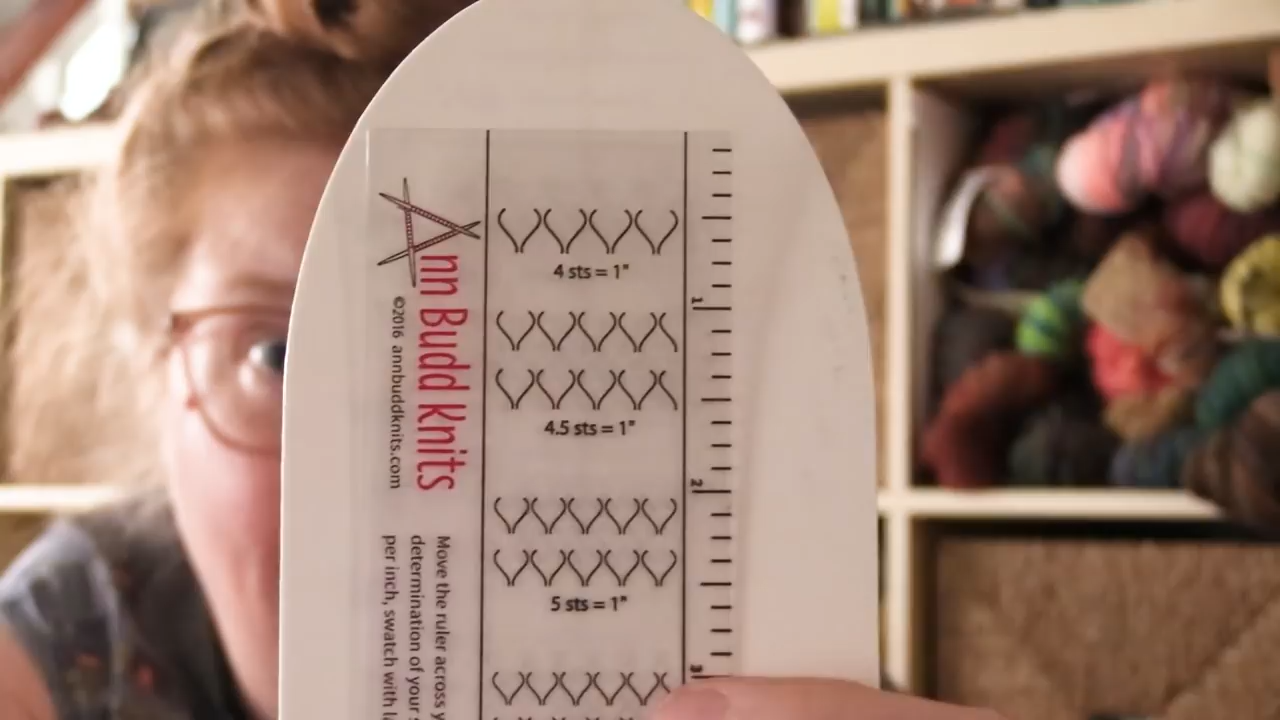 4 sts = 1"
4.5 sts = 1"
5 sts = 1"
1
2
3
Ann Budd Knits
©2016 annbuddknits.com
Move the ruler across
determination of your
per inch, swatch with